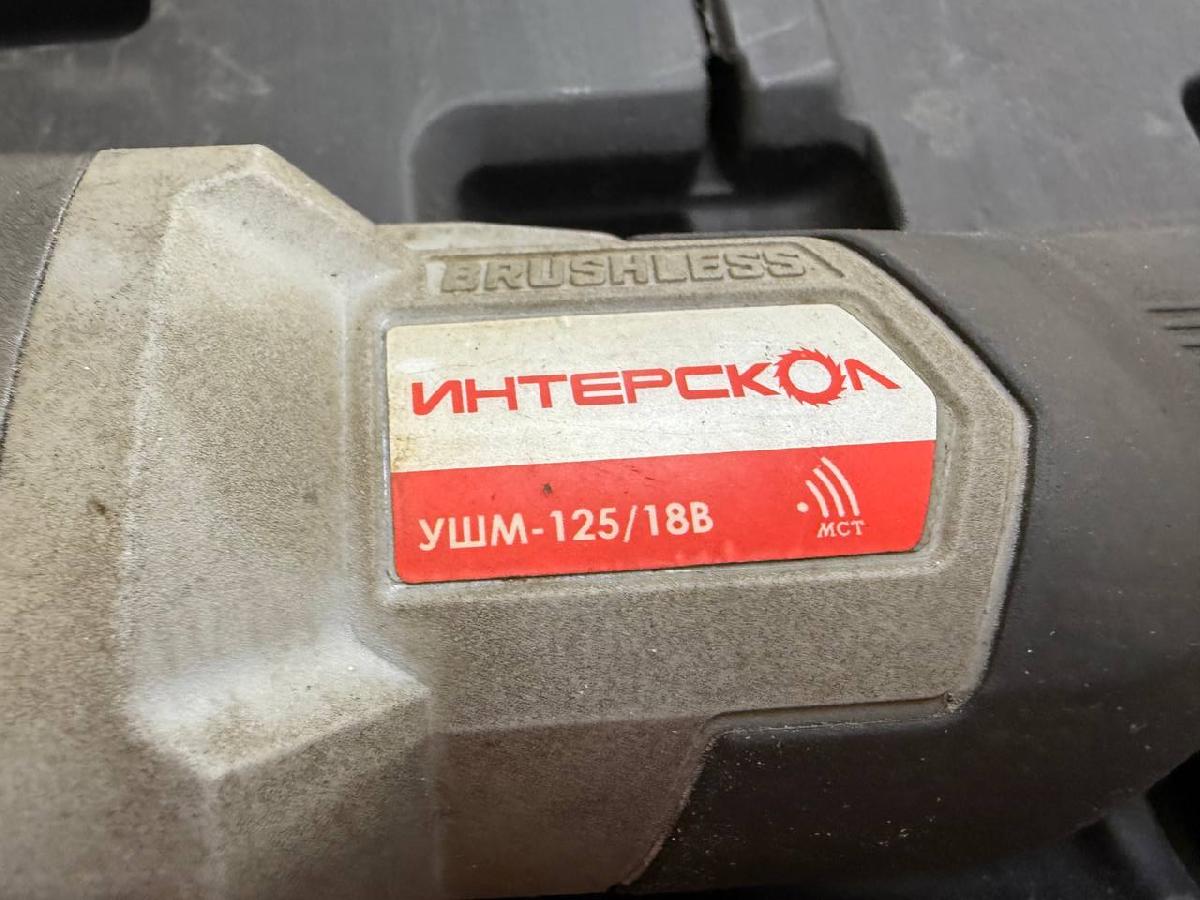 BRUSHLESS
ИНТЕРСКОЛ
УШМ-125/18В
МСТ